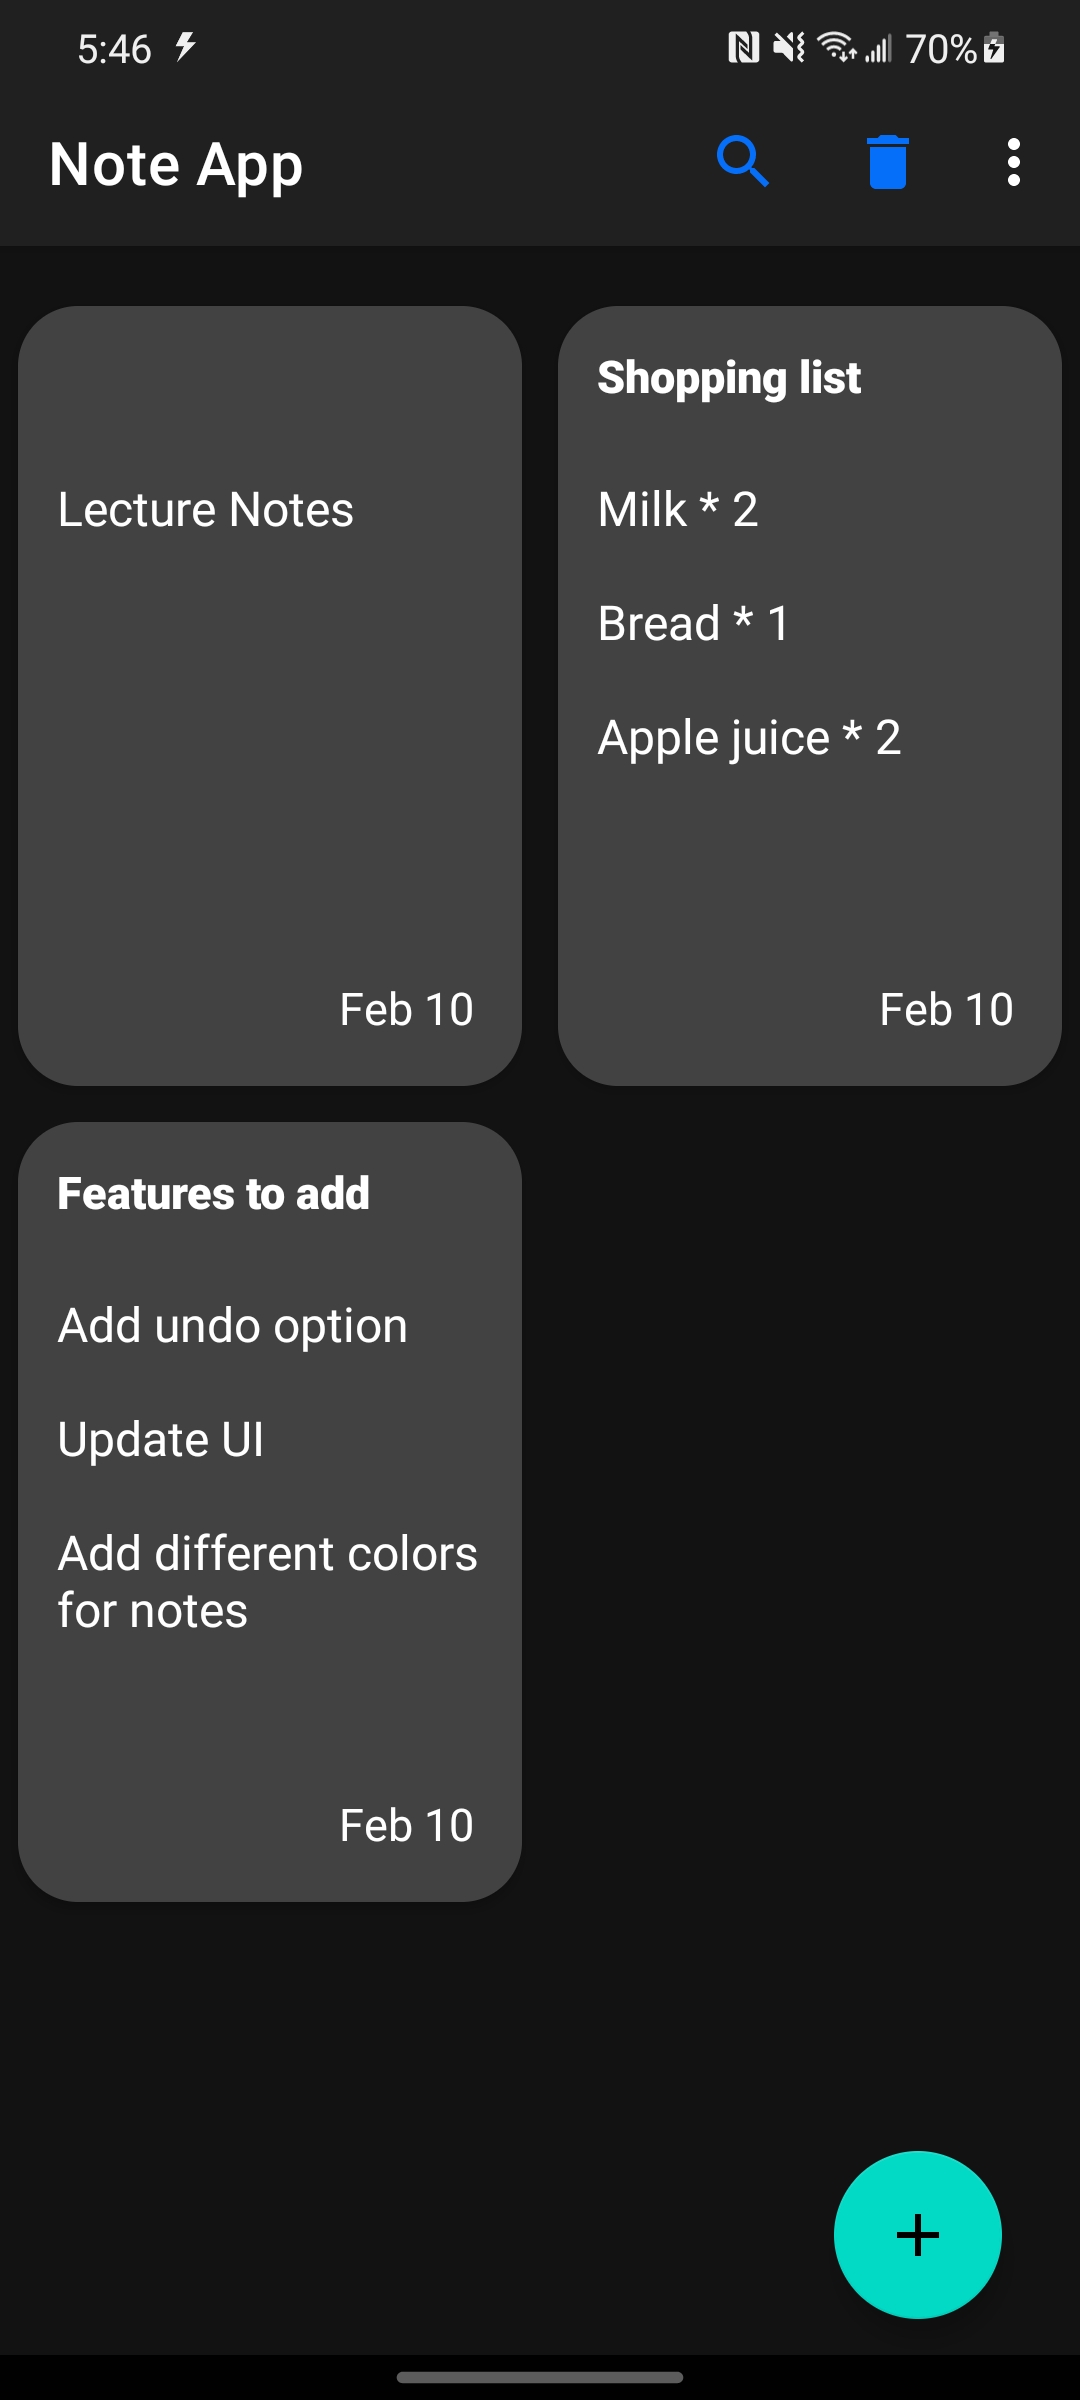 5:46
70%
Note App
Lecture Notes
Feb 10
Shopping list
Milk * 2
Bread * 1
Apple juice * 2
Feb 10
Features to add
Add undo option
Update UI
Add different colors
for notes
Feb 10